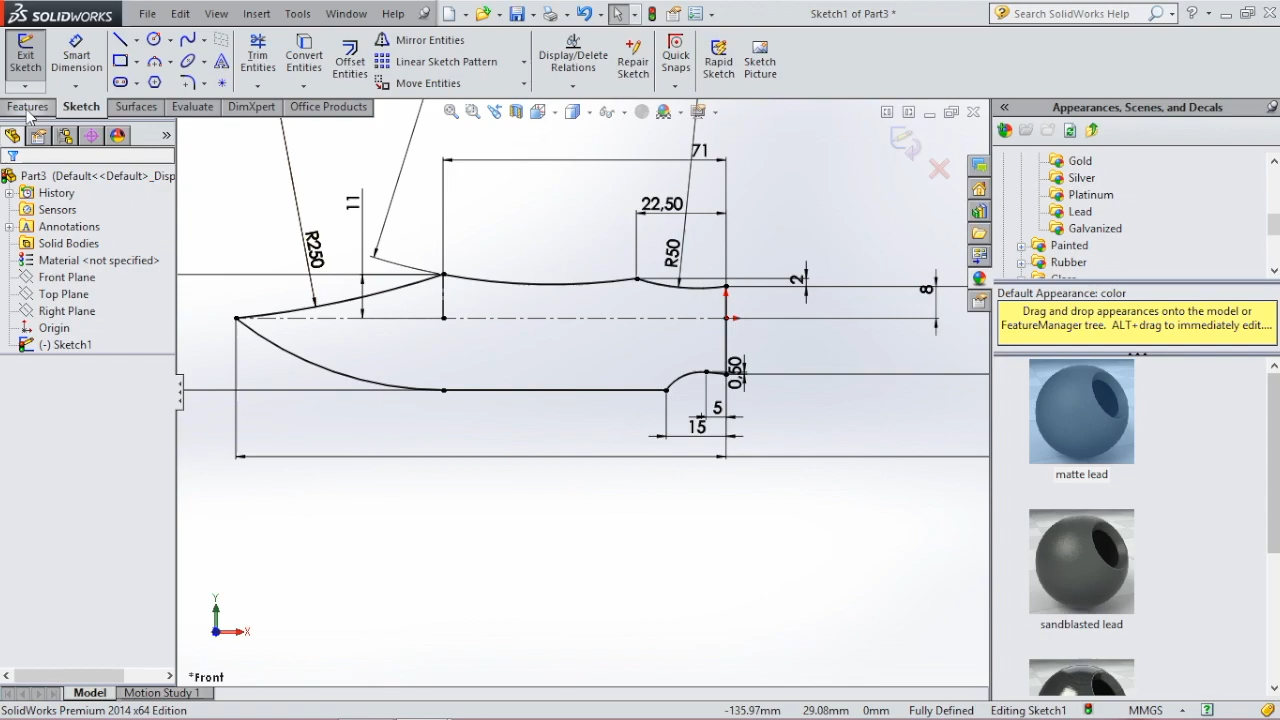 SOLIDWORKS File Edit View Insert Tools Window Help Sketch1 of Part3 * Search SolidWorks Help
Exit Sketch
Smart Dimension
Trim Entities
Convert Entities
Offset Entities
Mirror Entities
Linear Sketch Pattern
Move Entities
Display/Delete Relations
Repair Sketch
Quick Snaps
Rapid Sketch
Sketch Picture
Features Sketch Surfaces Evaluate DimXpert Office Products
Part3 (Default<<Default>_Disp
History
Sensors
Annotations
Solid Bodies
Material <not specified>
Front Plane
Top Plane
Right Plane
Origin
(-) Sketch1
71
22,50
11
R250
R50
2
8
0,50
5
15
Y
X
*Front
Appearances, Scenes, and Decals
Gold
Silver
Platinum
Lead
Galvanized
Painted
Rubber
Default Appearance: color
Drag and drop appearances onto the model or
FeatureManager tree. ALT+drag to immediately edit....
matte lead
sandblasted lead
Model Motion Study 1
SolidWorks Premium 2014 x64 Edition -135.97mm 29.08mm 0mm Fully Defined Editing Sketch1 MMGS